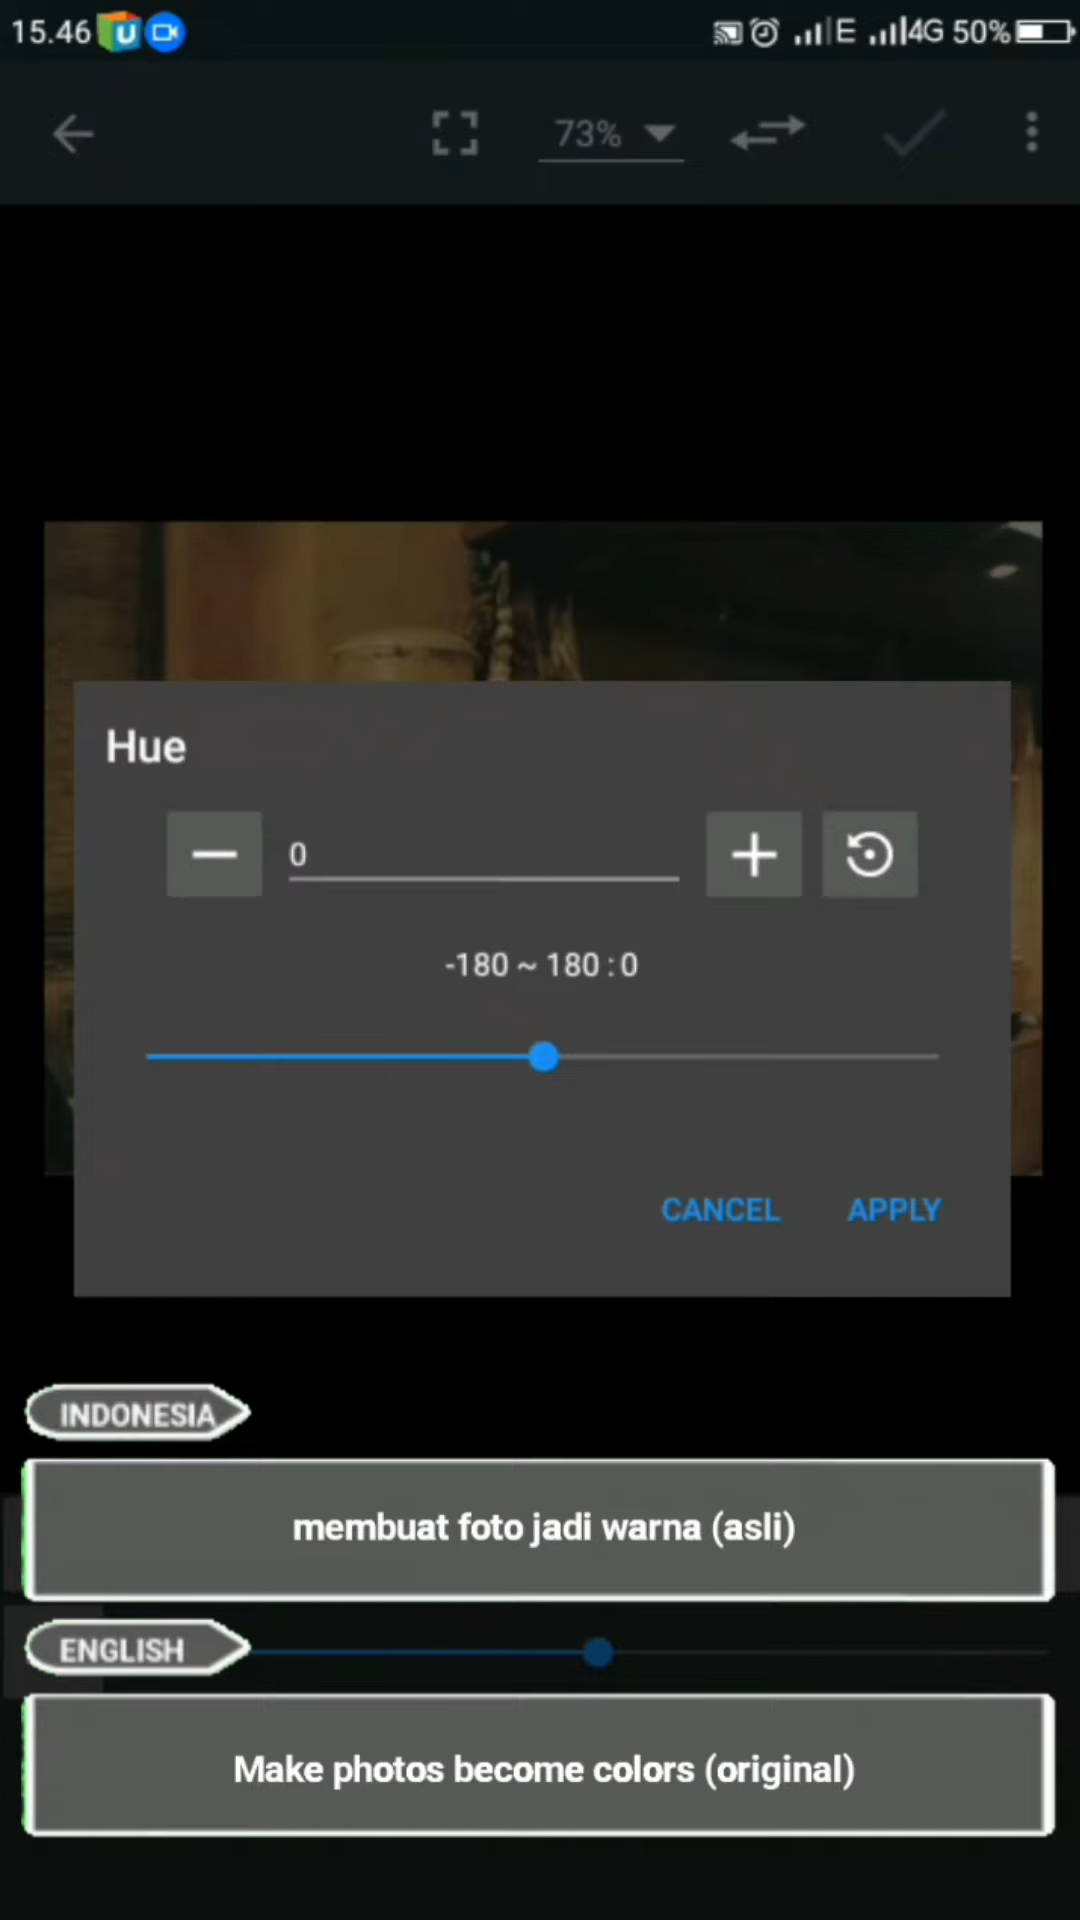 15.46 U E 4G 50%
73%
Hue
0
-180 ~ 180 : 0
CANCEL APPLY
INDONESIA
membuat foto jadi warna (asli)
ENGLISH
Make photos become colors (original)